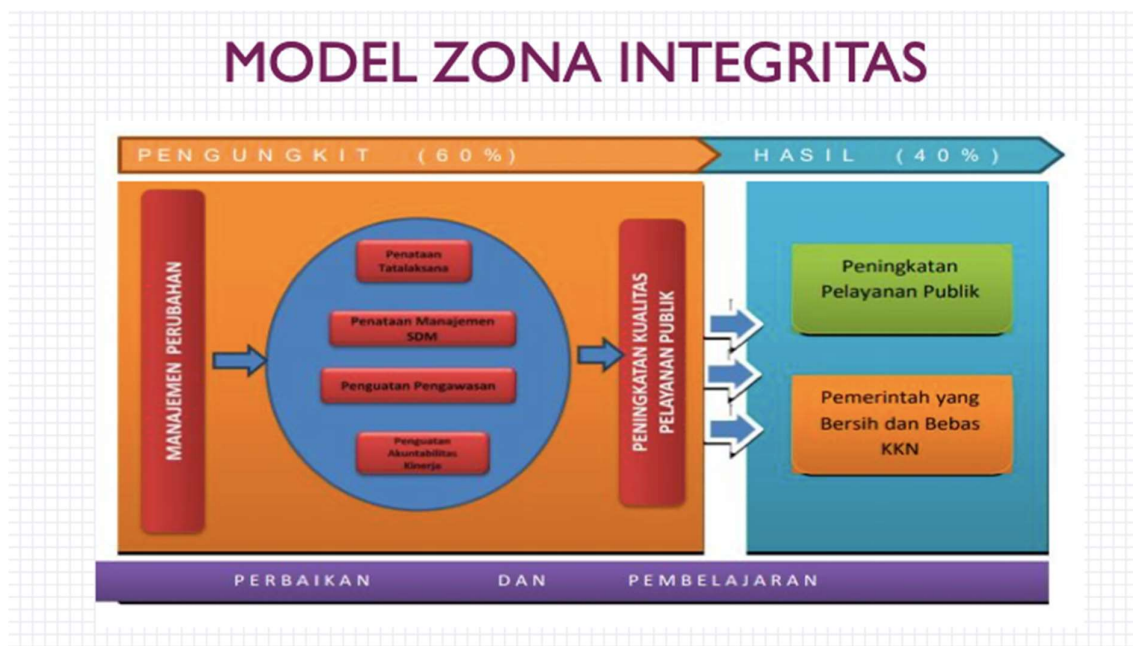 MODEL ZONA INTEGRITAS
PENGUNGKIT (60%)
HASIL (40%)
MANAJEMEN PERUBAHAN
Penataan
Tatalaksana
Penataan Manajemen
SDM
Penguatan Pengawasan
Penguatan
Akuntabilitas
Kinerja
PENINGKATAN KUALITAS
PELAYANAN PUBLIK
Peningkatan
Pelayanan Publik
Pemerintah yang
Bersih dan Bebas
KKN
PERBAIKAN DAN PEMBELAJARAN